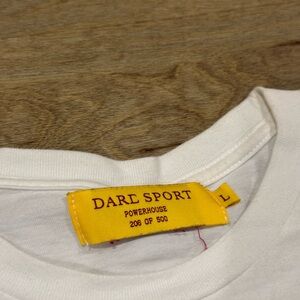 DARL SPORT
POWERHOUSE
206 OF 500
L